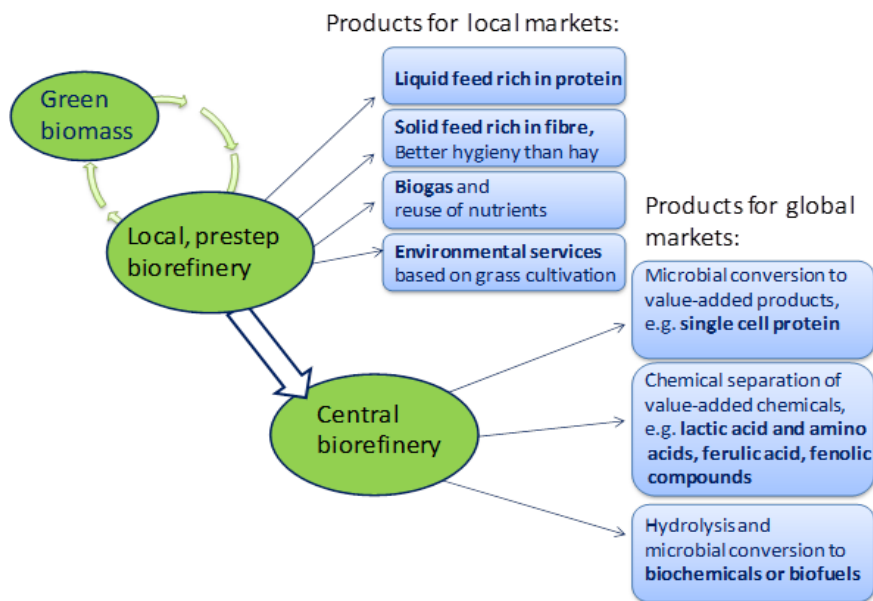 Products for local markets:
Green
biomass
Liquid feed rich in protein
Solid feed rich in fibre,
Better hygieny than hay
Biogas and
reuse of nutrients
Environmental services
based on grass cultivation
Local, prestep
biorefinery
Products for global
markets:
Microbial conversion to
value-added products,
e.g. single cell protein
Central
biorefinery
Chemical separation of
value-added chemicals,
e.g. lactic acid and amino
acids, ferulic acid, fenolic
compounds
Hydrolysis and
microbial conversion to
biochemicals or biofuels